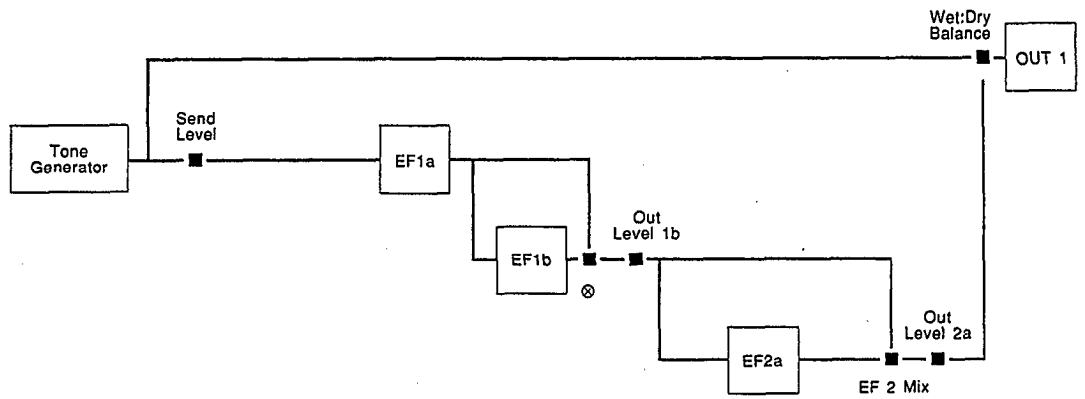 Wet:Dry
Balance
OUT 1
Send
Level
Tone
Generator
EF1a
Out
Level 1b
EF1b
Out
Level 2a
EF2a
EF 2 Mix